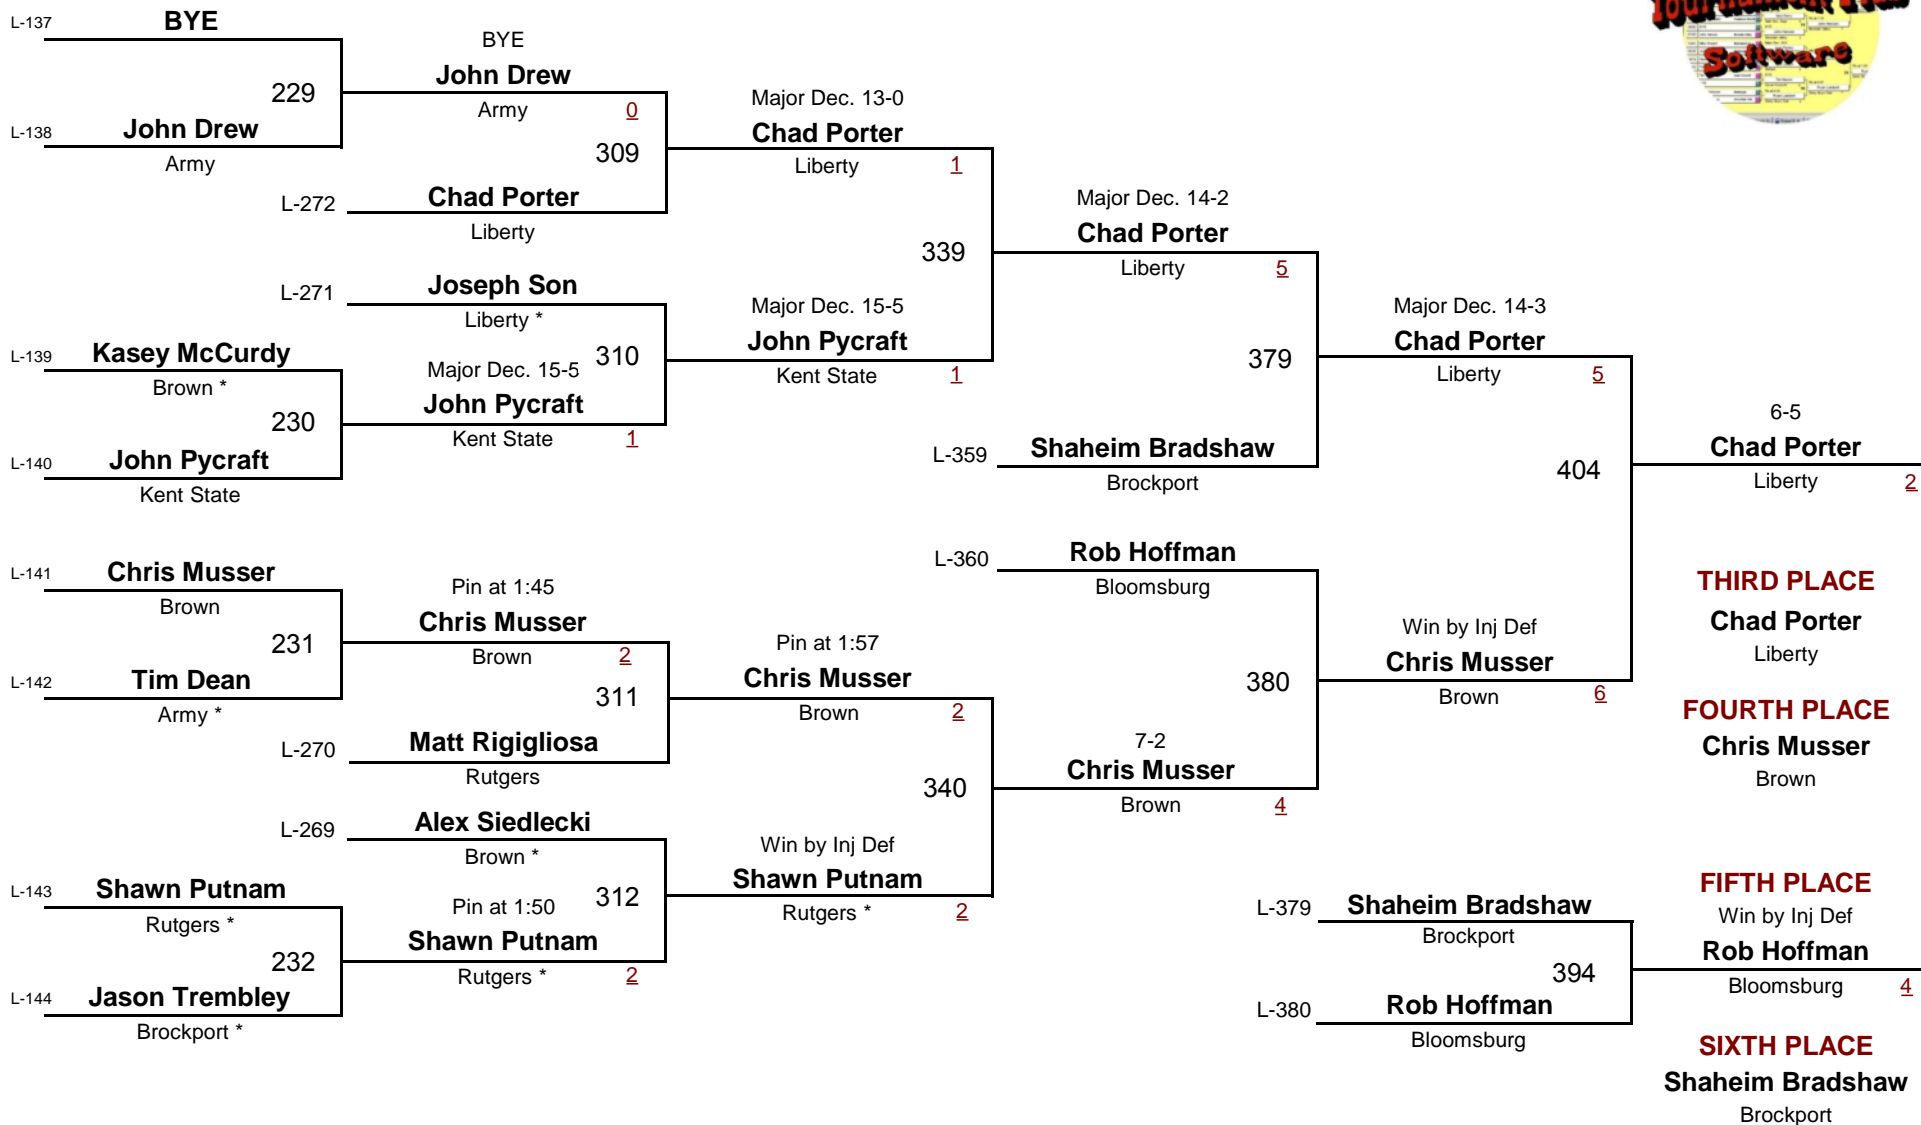 Tournament Plus
Software
L-137
BYE
229
L-138
John Drew
Army
BYE
John Drew
Army
0
309
L-272
Chad Porter
Liberty
Major Dec. 13-0
Chad Porter
Liberty
1
339
L-271
Joseph Son
Liberty *
L-139
Kasey McCurdy
Brown *
230
L-140
John Pycraft
Kent State
310
Major Dec. 15-5
John Pycraft
Kent State
1
Major Dec. 15-5
John Pycraft
Kent State
1
Major Dec. 14-2
Chad Porter
Liberty
5
379
L-359
Shaheim Bradshaw
Brockport
Major Dec. 14-3
Chad Porter
Liberty
5
404
6-5
Chad Porter
Liberty
2
L-141
Chris Musser
Brown
231
L-142
Tim Dean
Army *
Pin at 1:45
Chris Musser
Brown
2
311
L-270
Matt Rigigliosa
Rutgers
Pin at 1:57
Chris Musser
Brown
2
340
L-269
Alex Siedlecki
Brown *
L-143
Shawn Putnam
Rutgers *
232
L-144
Jason Trembley
Brockport *
312
Pin at 1:50
Shawn Putnam
Rutgers *
2
Win by Inj Def
Shawn Putnam
Rutgers *
2
L-360
Rob Hoffman
Bloomsburg
380
7-2
Chris Musser
Brown
4
Win by Inj Def
Chris Musser
Brown
6
THIRD PLACE
Chad Porter
Liberty
FOURTH PLACE
Chris Musser
Brown
L-379
Shaheim Bradshaw
Brockport
394
L-380
Rob Hoffman
Bloomsburg
FIFTH PLACE
Win by Inj Def
Rob Hoffman
Bloomsburg
4
SIXTH PLACE
Shaheim Bradshaw
Brockport